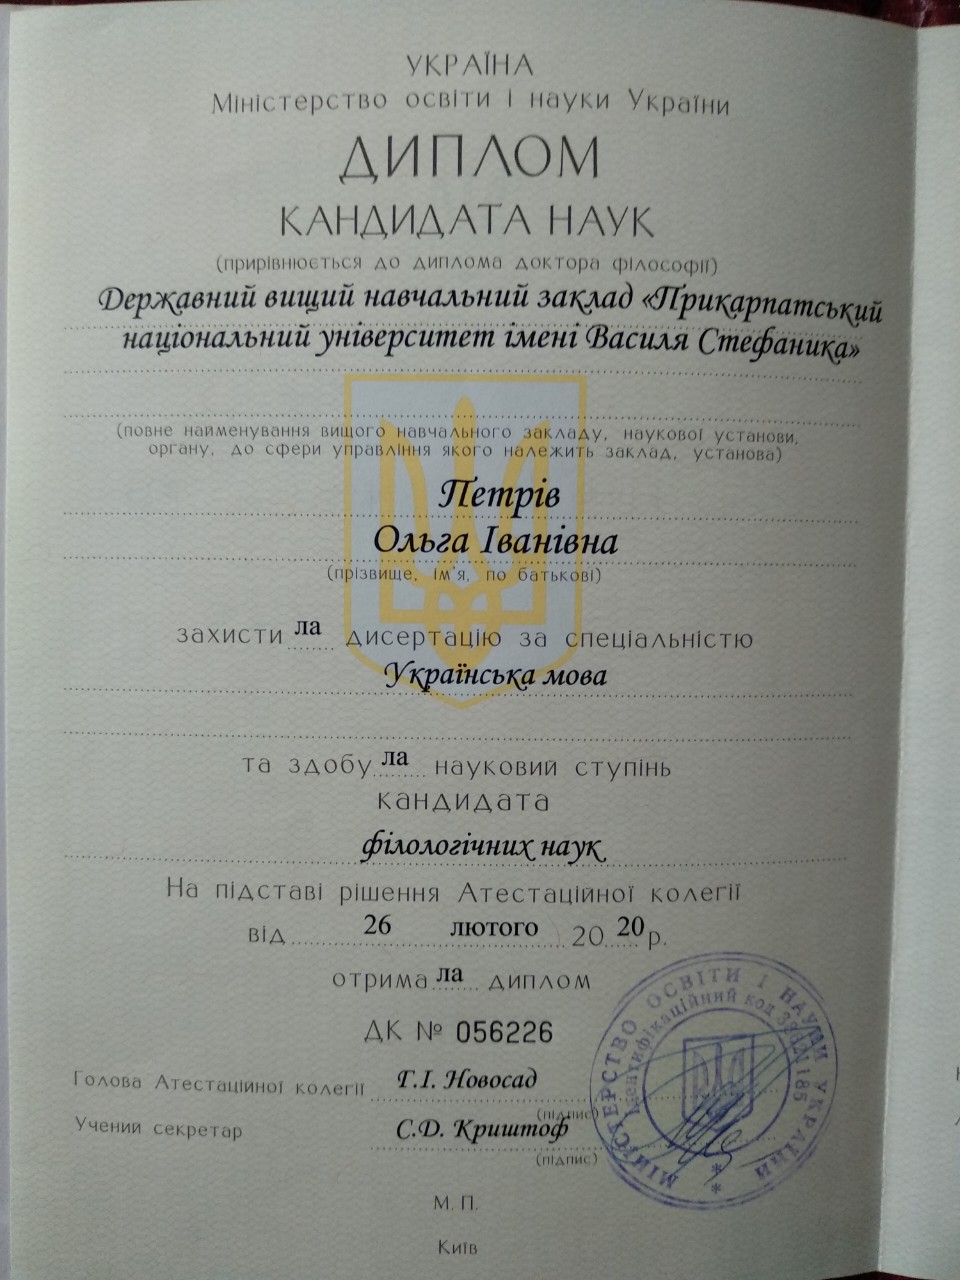 УКРАЇНА
Міністерство освіти і науки України
ДИПЛОМ
КАНДИДАТА НАУК
(прирівнюється до диплома доктора філософії)
Державний вищий навчальний заклад «Прикарпатський
національний університет імені Василя Стефаника»
(повне найменування вищого навчального закладу, наукової установи,
органу, до сфери управління якого належить заклад, установа)
Петрів
Ольга Іванівна
(прізвище, ім'я, по батькові)
захисти ла дисертацію за спеціальністю
Українська мова
та здобу ла науковий ступінь
кандидата
філологічних наук
На підставі рішення Атестаційної колегії
від 26 лютого 20 20 р.
отрима ла диплом
ДК № 056226
Голова Атестаційної колегії Г.І. Новосад
(підпис)
Учений секретар С.Д. Криштоф
(підпис)
М. П.
Київ
МІНІСТЕРСТВО ОСВІТИ І НАУКИ УКРАЇНИ
Ідентифікаційний код